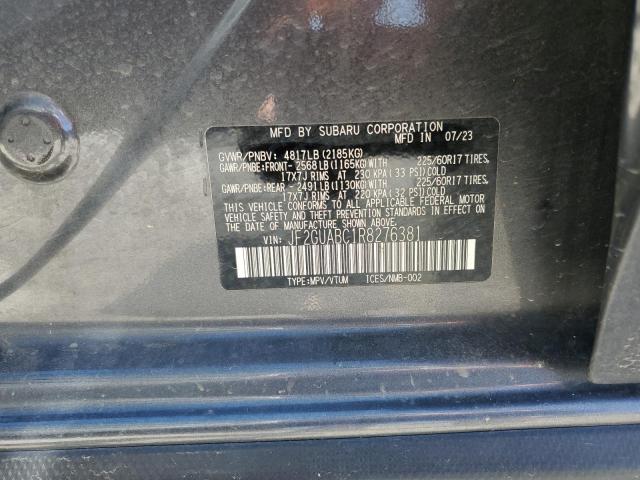 MFD BY SUBARU CORPORATION
MFD IN 07/23
GVWR/PNBV: 4817LB (2185KG)
GAWR/PNBE:FRONT- 2568LB (1165KG)WITH 225/60R17 TIRES,
17X7J RIMS AT 230 KPA ( 33 PSI) COLD
GAWR/PNBE:REAR - 2491LB (1130KG)WITH 225/60R17 TIRES,
17X7J RIMS AT 220 KPA ( 32 PSI) COLD
THIS VEHICLE CONFORMS TO ALL APPLICABLE FEDERAL MOTOR
VEHICLE SAFETY AND THEFT PREVENTION STANDARDS IN EFFECT ON
THE DATE OF MANUFACTURE SHOWN ABOVE.
VIN: JF2GUABC1R8276381
TYPE:MPV/VTUM ICES/NMB-002